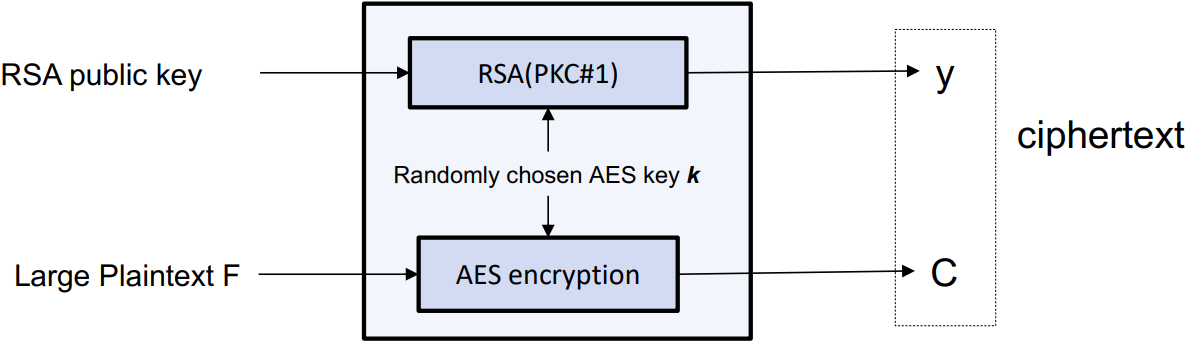 RSA public key
RSA(PKC#1)
y
ciphertext
Randomly chosen AES key k
Large Plaintext F
AES encryption
C